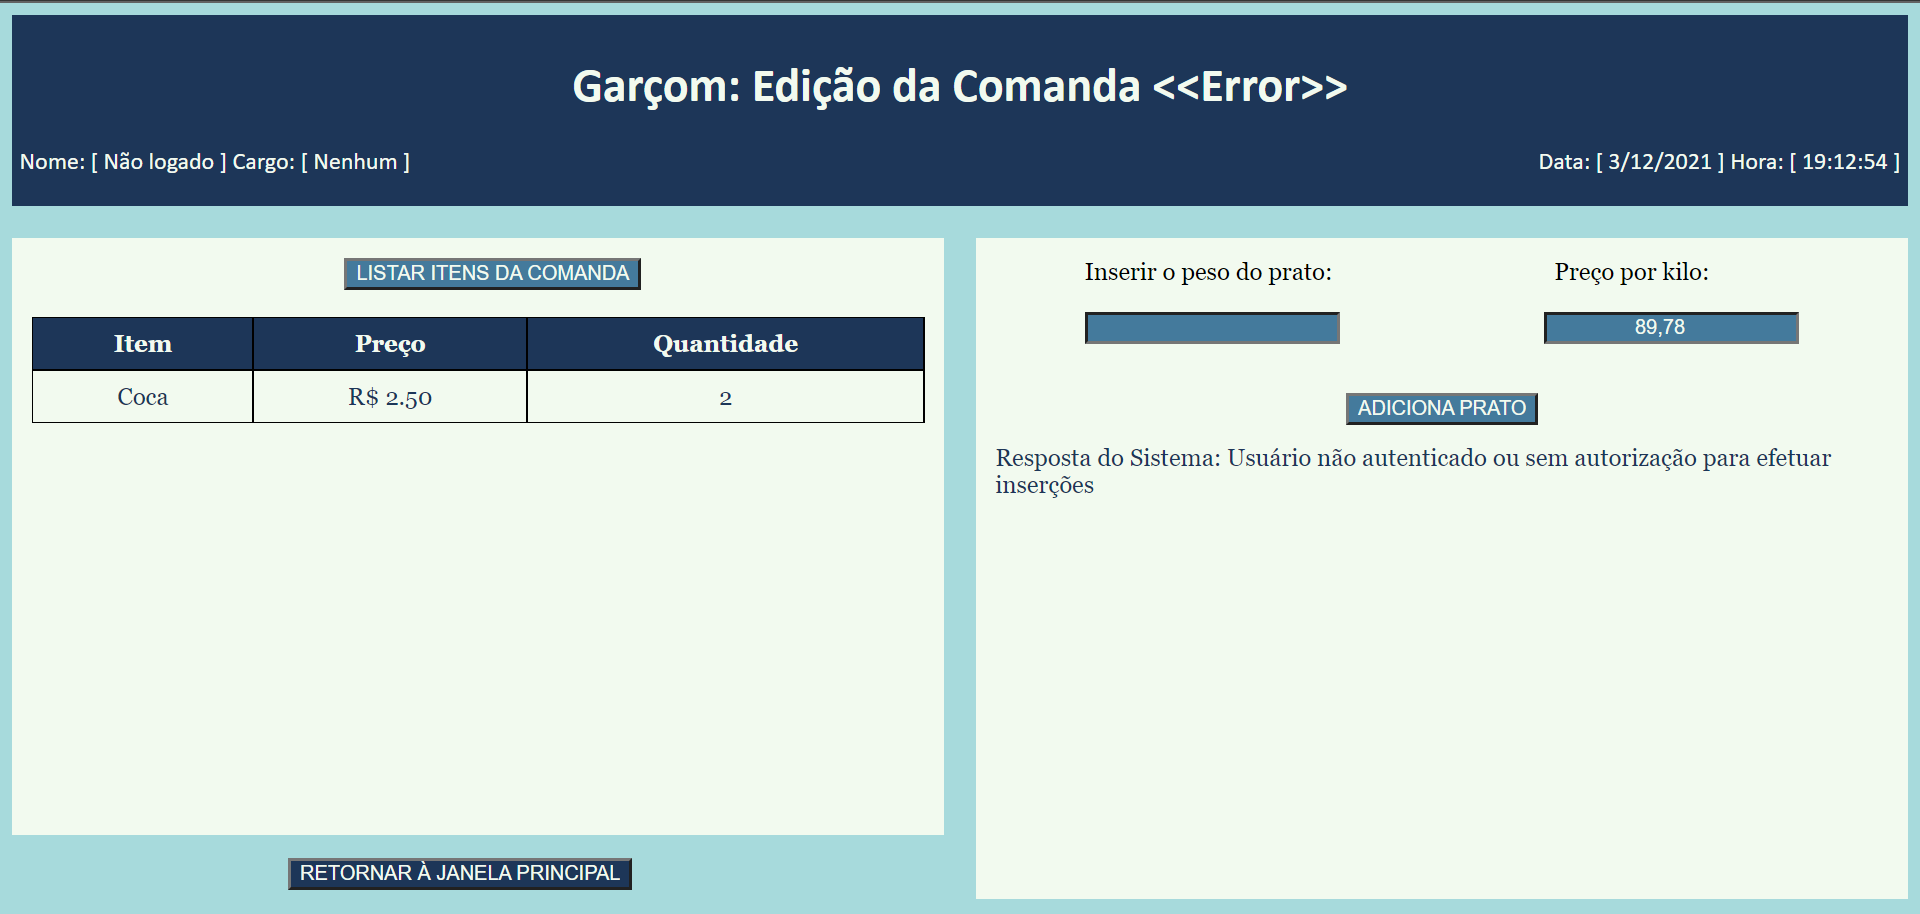 Garçom: Edição da Comanda <<Error>>
Nome: [ Não logado ] Cargo: [ Nenhum ]
Data: [ 3/12/2021 ] Hora: [ 19:12:54 ]
LISTAR ITENS DA COMANDA
Item Preço Quantidade
Coca R$ 2.50 2
RETORNAR À JANELA PRINCIPAL
Inserir o peso do prato:
Preço por kilo:
89,78
ADICIONA PRATO
Resposta do Sistema: Usuário não autenticado ou sem autorização para efetuar
inserções